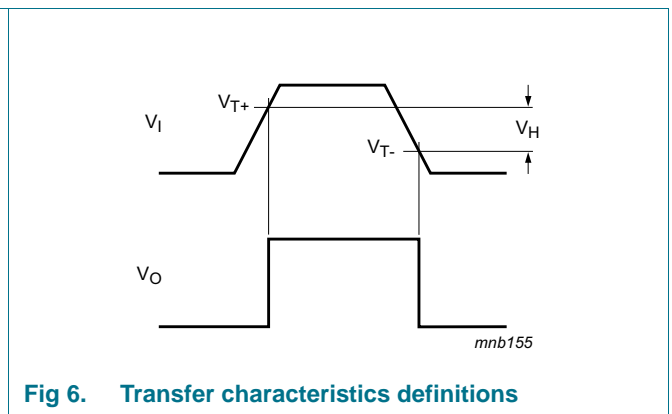 VT+
VI
VH
VT-
VO
mnb155
Fig 6. Transfer characteristics definitions